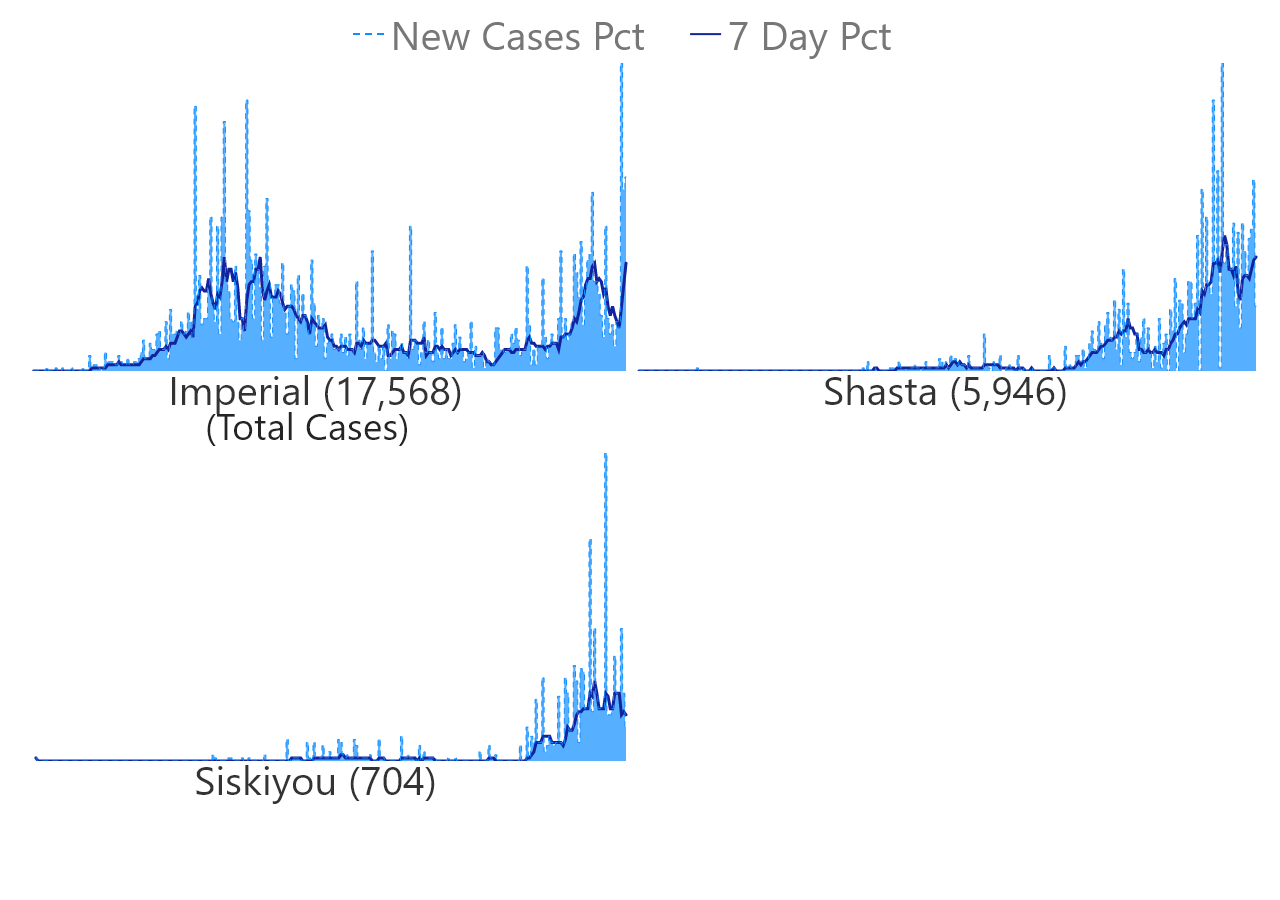 New Cases Pct 7 Day Pct
Imperial (17,568)
(Total Cases)
Shasta (5,946)
Siskiyou (704)